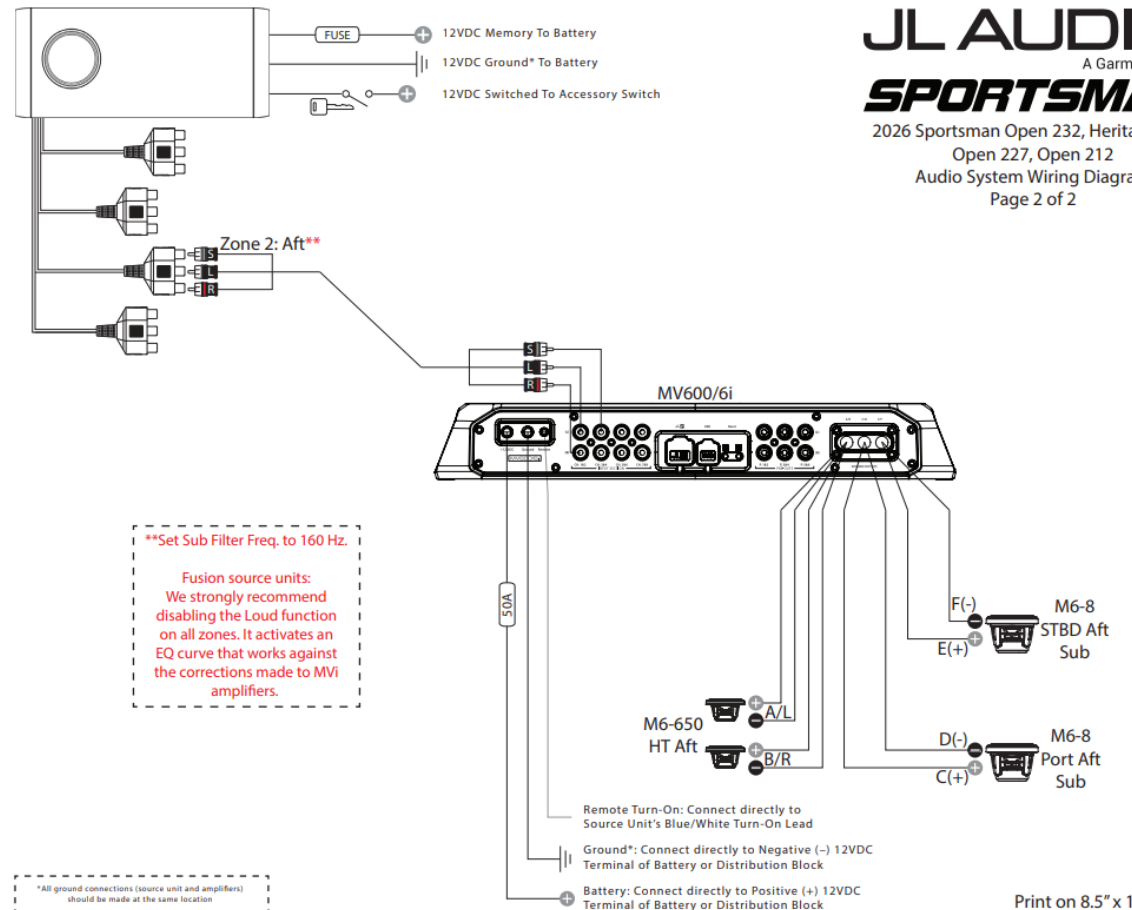 FUSE
12VDC Memory To Battery
12VDC Ground* To Battery
12VDC Switched To Accessory Switch
JL AUDI
A Garm
SPORTSMA
2026 Sportsman Open 232, Herita
Open 227, Open 212
Audio System Wiring Diagra
Page 2 of 2
Zone 2: Aft**
S
L
R
S
L
R
MV600/6i
**Set Sub Filter Freq. to 160 Hz.
Fusion source units:
We strongly recommend
disabling the Loud function
on all zones. It activates an
EQ curve that works against
the corrections made to MVi
amplifiers.
50A
F(-)
E(+)
M6-8
STBD Aft
Sub
M6-650
HT Aft
A/L
B/R
D(-)
C(+)
M6-8
Port Aft
Sub
Remote Turn-On: Connect directly to
Source Unit's Blue/White Turn-On Lead
Ground*: Connect directly to Negative (–) 12VDC
Terminal of Battery or Distribution Block
Battery: Connect directly to Positive (+) 12VDC
Terminal of Battery or Distribution Block
*All ground connections (source unit and amplifiers)
should be made at the same location
Print on 8.5” x 1